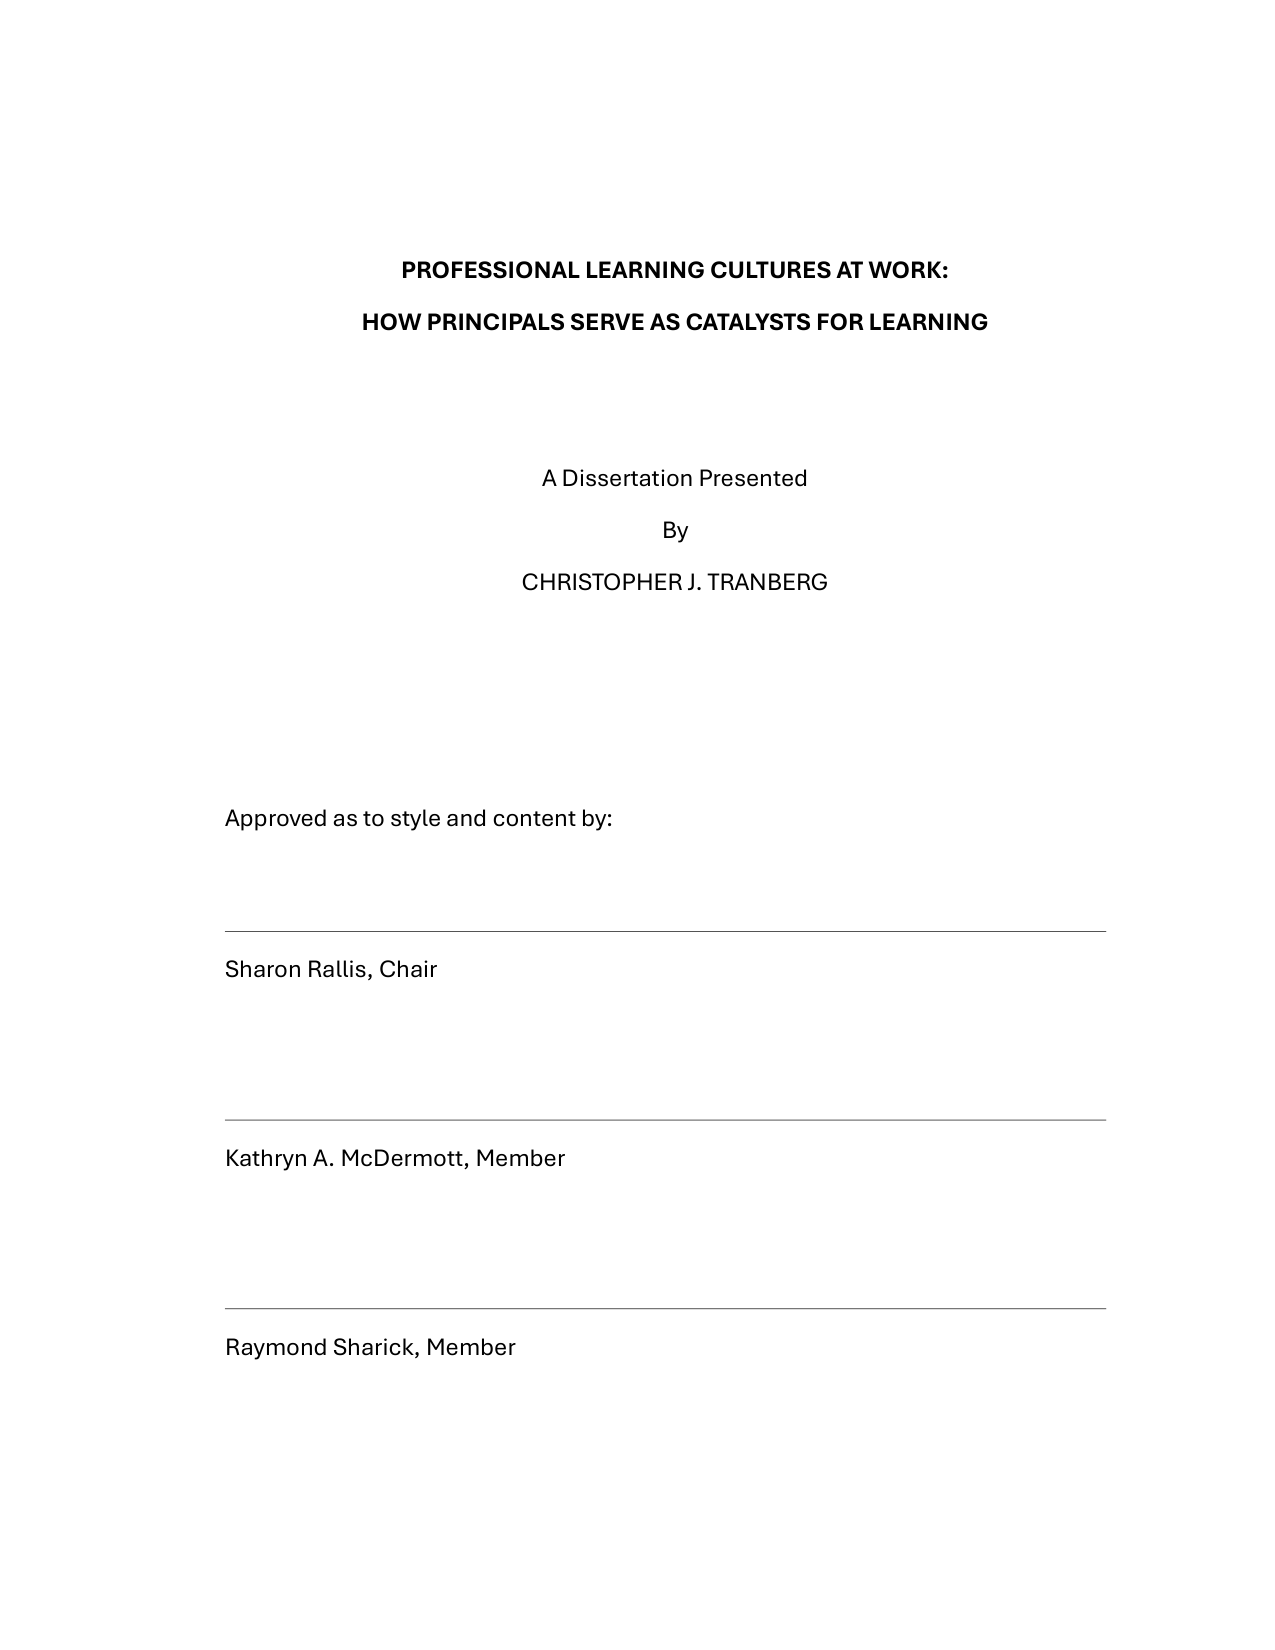 PROFESSIONAL LEARNING CULTURES AT WORK:
HOW PRINCIPALS SERVE AS CATALYSTS FOR LEARNING
A Dissertation Presented
By
CHRISTOPHER J. TRANBERG
Approved as to style and content by:
Sharon Rallis, Chair
Kathryn A. McDermott, Member
Raymond Sharick, Member